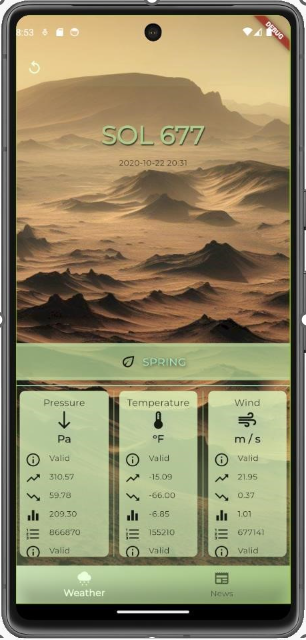 8:53
DEBUG
SOL 677
2020-10-22 20:31
SPRING
Pressure Temperature Wind
Pa °F m / s
Valid Valid Valid
310.57 -15.09 21.95
59.78 -66.00 0.37
209.30 -6.85 1.01
866870 155210 677141
Valid Valid Valid
Weather News